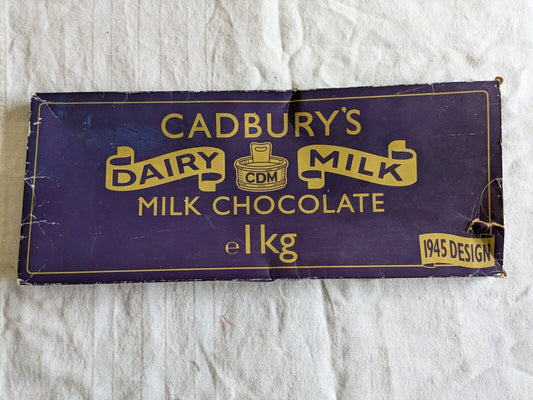 CADBURY'S
DAIRY CDM MILK
MILK CHOCOLATE
e1kg
1945 DESIGN